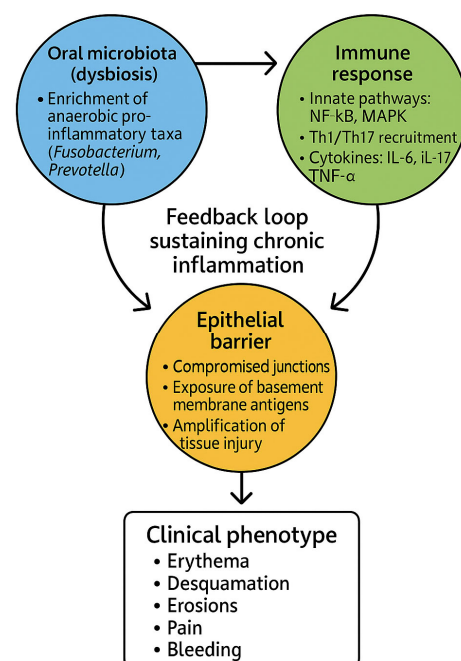 Oral microbiota
(dysbiosis)
• Enrichment of
anaerobic pro-
inflammatory taxa
(Fusobacterium,
Prevotella)
Immune
response
• Innate pathways:
NF-kB, MAPK
• Th1/Th17 recruitment
• Cytokines: IL-6, iL-17
TNF-α
Feedback loop
sustaining chronic
inflammation
Epithelial
barrier
• Compromised junctions
• Exposure of basement
membrane antigens
• Amplification of
tissue injury
Clinical phenotype
• Erythema
• Desquamation
• Erosions
• Pain
• Bleeding